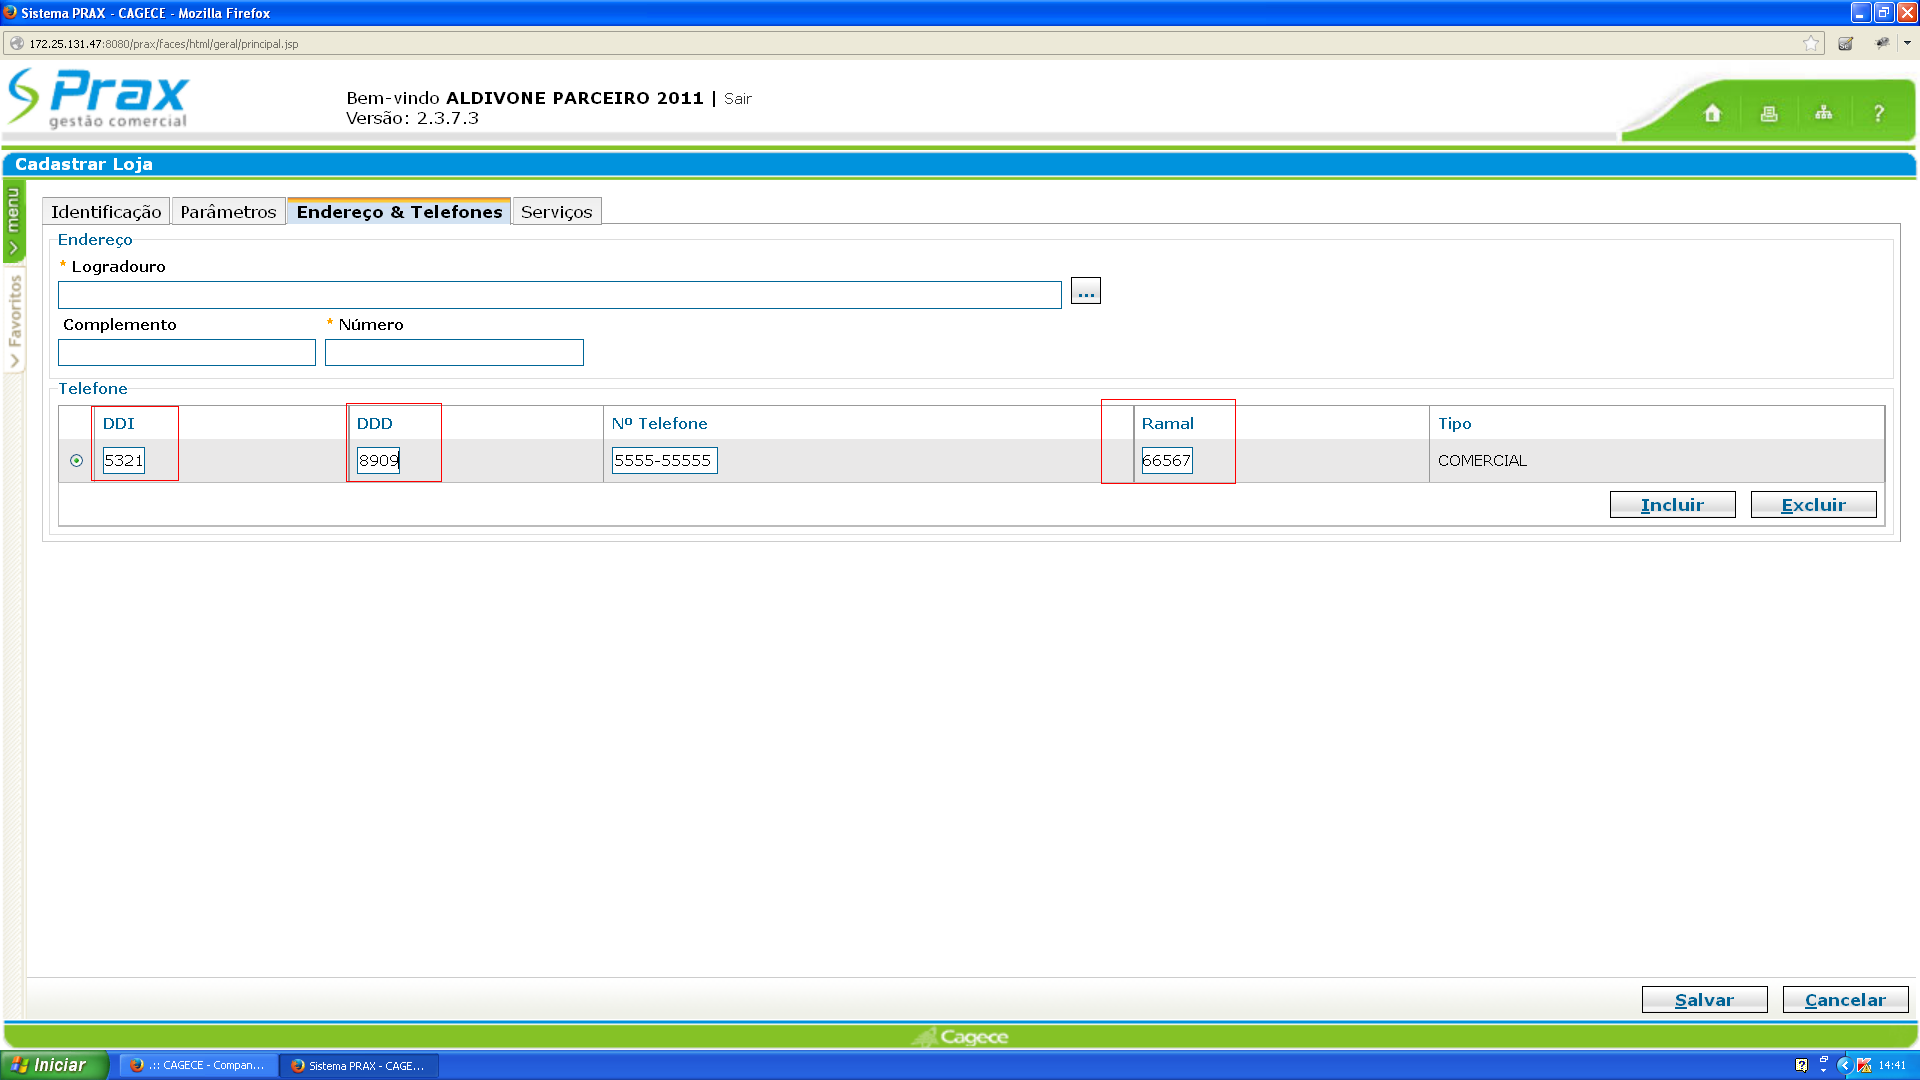 Sistema PRAX - CAGECE - Mozilla Firefox
172.25.131.47:8080/prax/faces/html/geral/principal.jsp
Prax
gestão comercial
Bem-vindo ALDIVONE PARCEIRO 2011 | Sair
Versão: 2.3.7.3
?
Cadastrar Loja
menu
Favoritos
Identificação Parâmetros Endereço & Telefones Serviços
Endereço
* Logradouro
...
Complemento * Número
Telefone
DDI DDD Nº Telefone Ramal Tipo
5321 8909 5555-55555 66567 COMERCIAL
Incluir Excluir
Salvar Cancelar
Cagece
Iniciar .:: CAGECE - Compan... Sistema PRAX - CAGE... 14:41